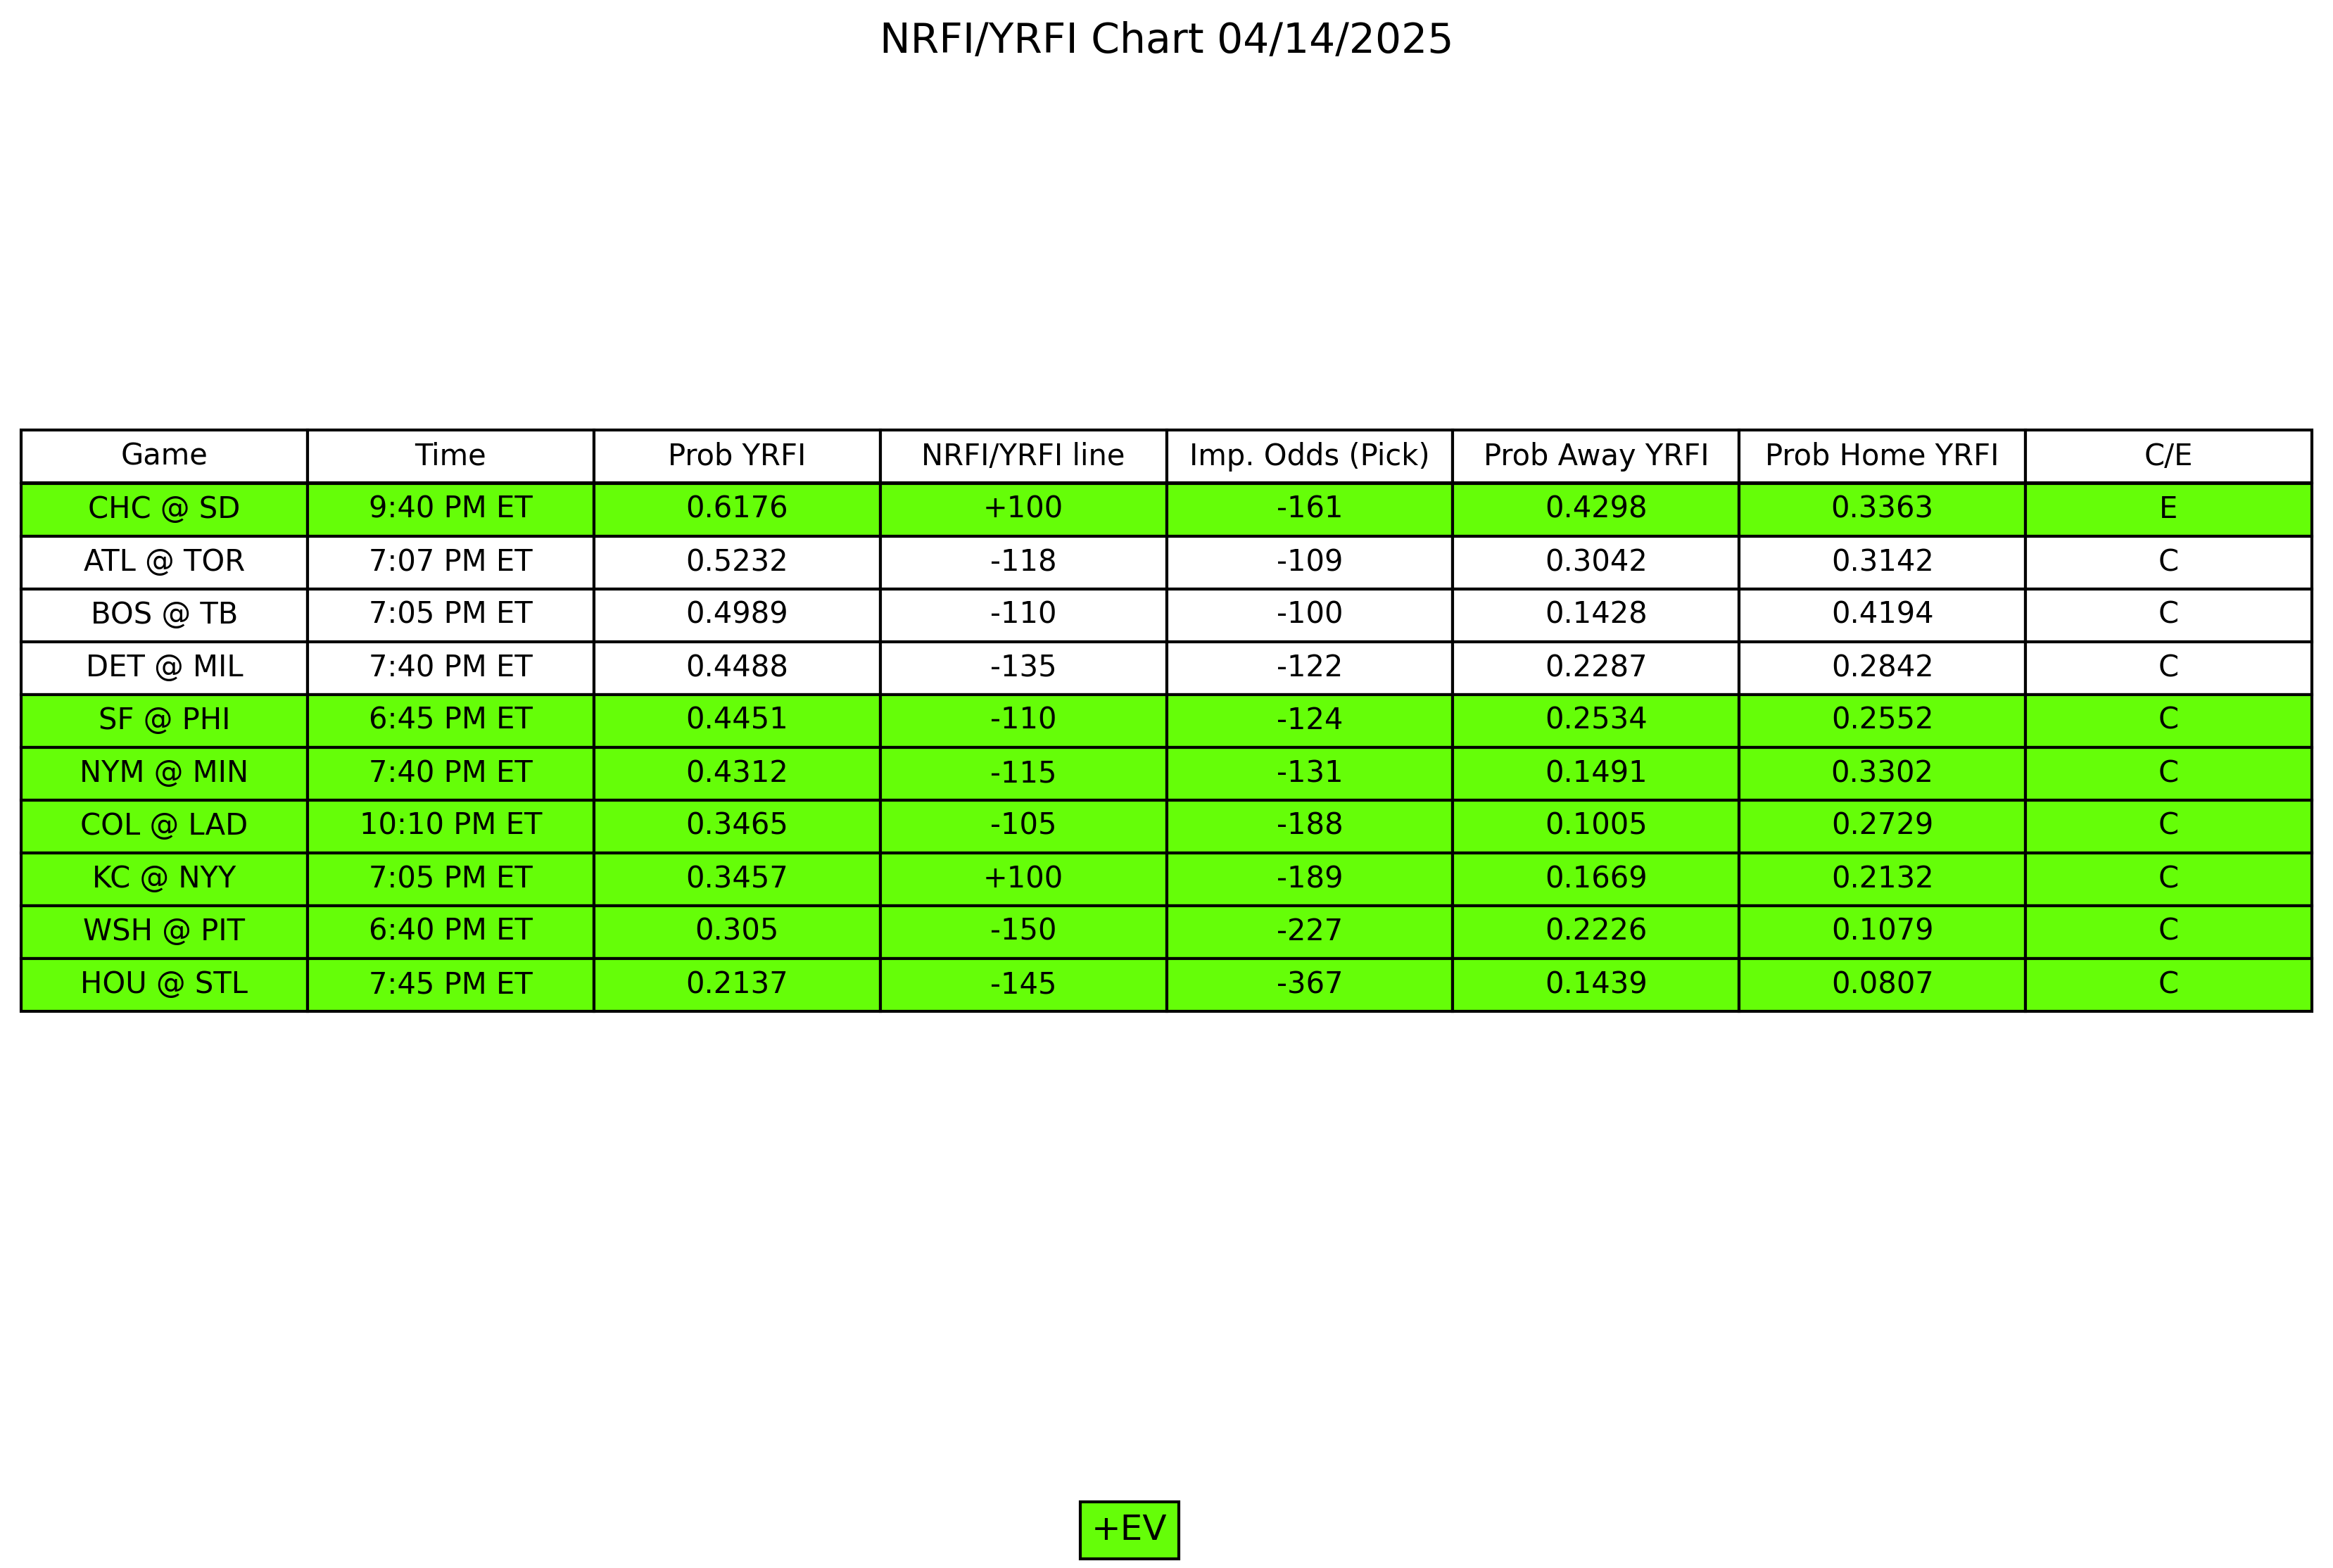 NRFI/YRFI Chart 04/14/2025
Game Time Prob YRFI NRFI/YRFI line Imp. Odds (Pick) Prob Away YRFI Prob Home YRFI C/E
CHC @ SD 9:40 PM ET 0.6176 +100 -161 0.4298 0.3363 E
ATL @ TOR 7:07 PM ET 0.5232 -118 -109 0.3042 0.3142 C
BOS @ TB 7:05 PM ET 0.4989 -110 -100 0.1428 0.4194 C
DET @ MIL 7:40 PM ET 0.4488 -135 -122 0.2287 0.2842 C
SF @ PHI 6:45 PM ET 0.4451 -110 -124 0.2534 0.2552 C
NYM @ MIN 7:40 PM ET 0.4312 -115 -131 0.1491 0.3302 C
COL @ LAD 10:10 PM ET 0.3465 -105 -188 0.1005 0.2729 C
KC @ NYY 7:05 PM ET 0.3457 +100 -189 0.1669 0.2132 C
WSH @ PIT 6:40 PM ET 0.305 -150 -227 0.2226 0.1079 C
HOU @ STL 7:45 PM ET 0.2137 -145 -367 0.1439 0.0807 C
+EV